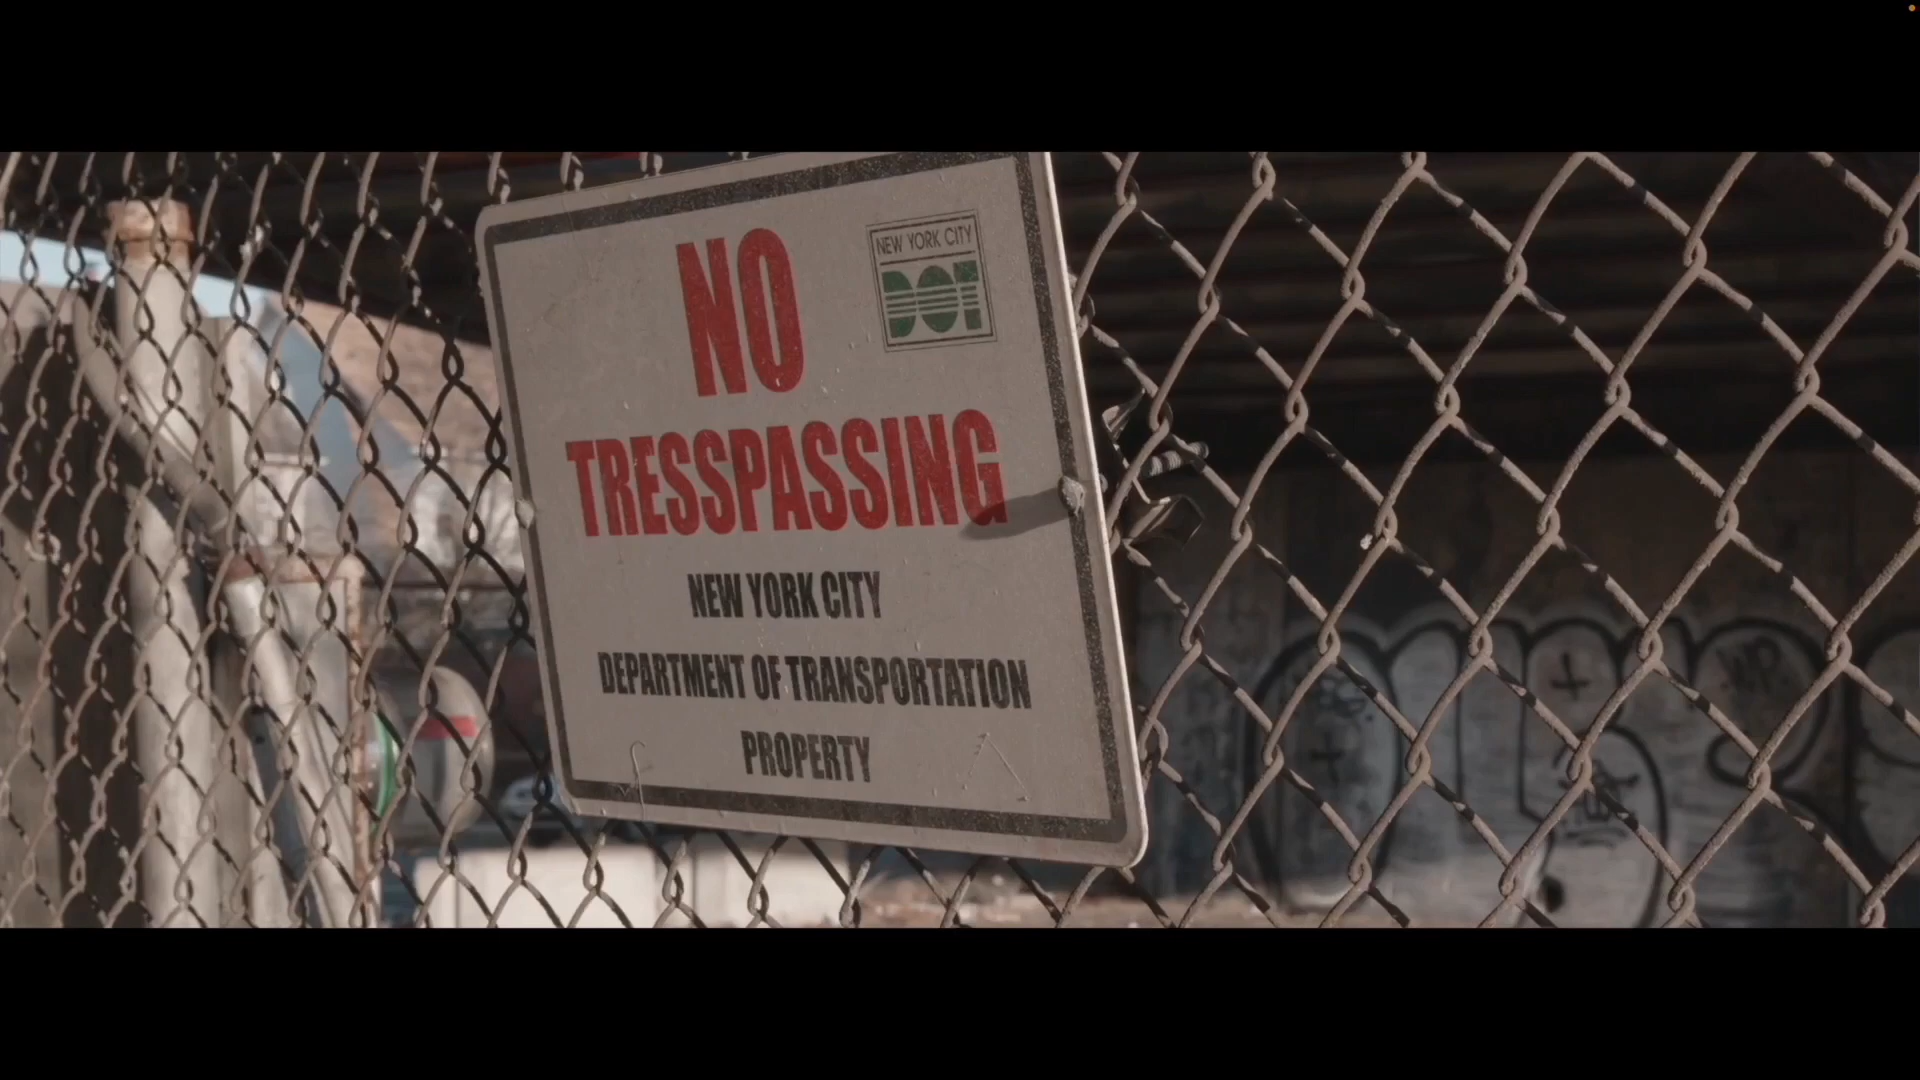 NO
NEW YORK CITY
DOT
TRESSPASSING
NEW YORK CITY
DEPARTMENT OF TRANSPORTATION
PROPERTY